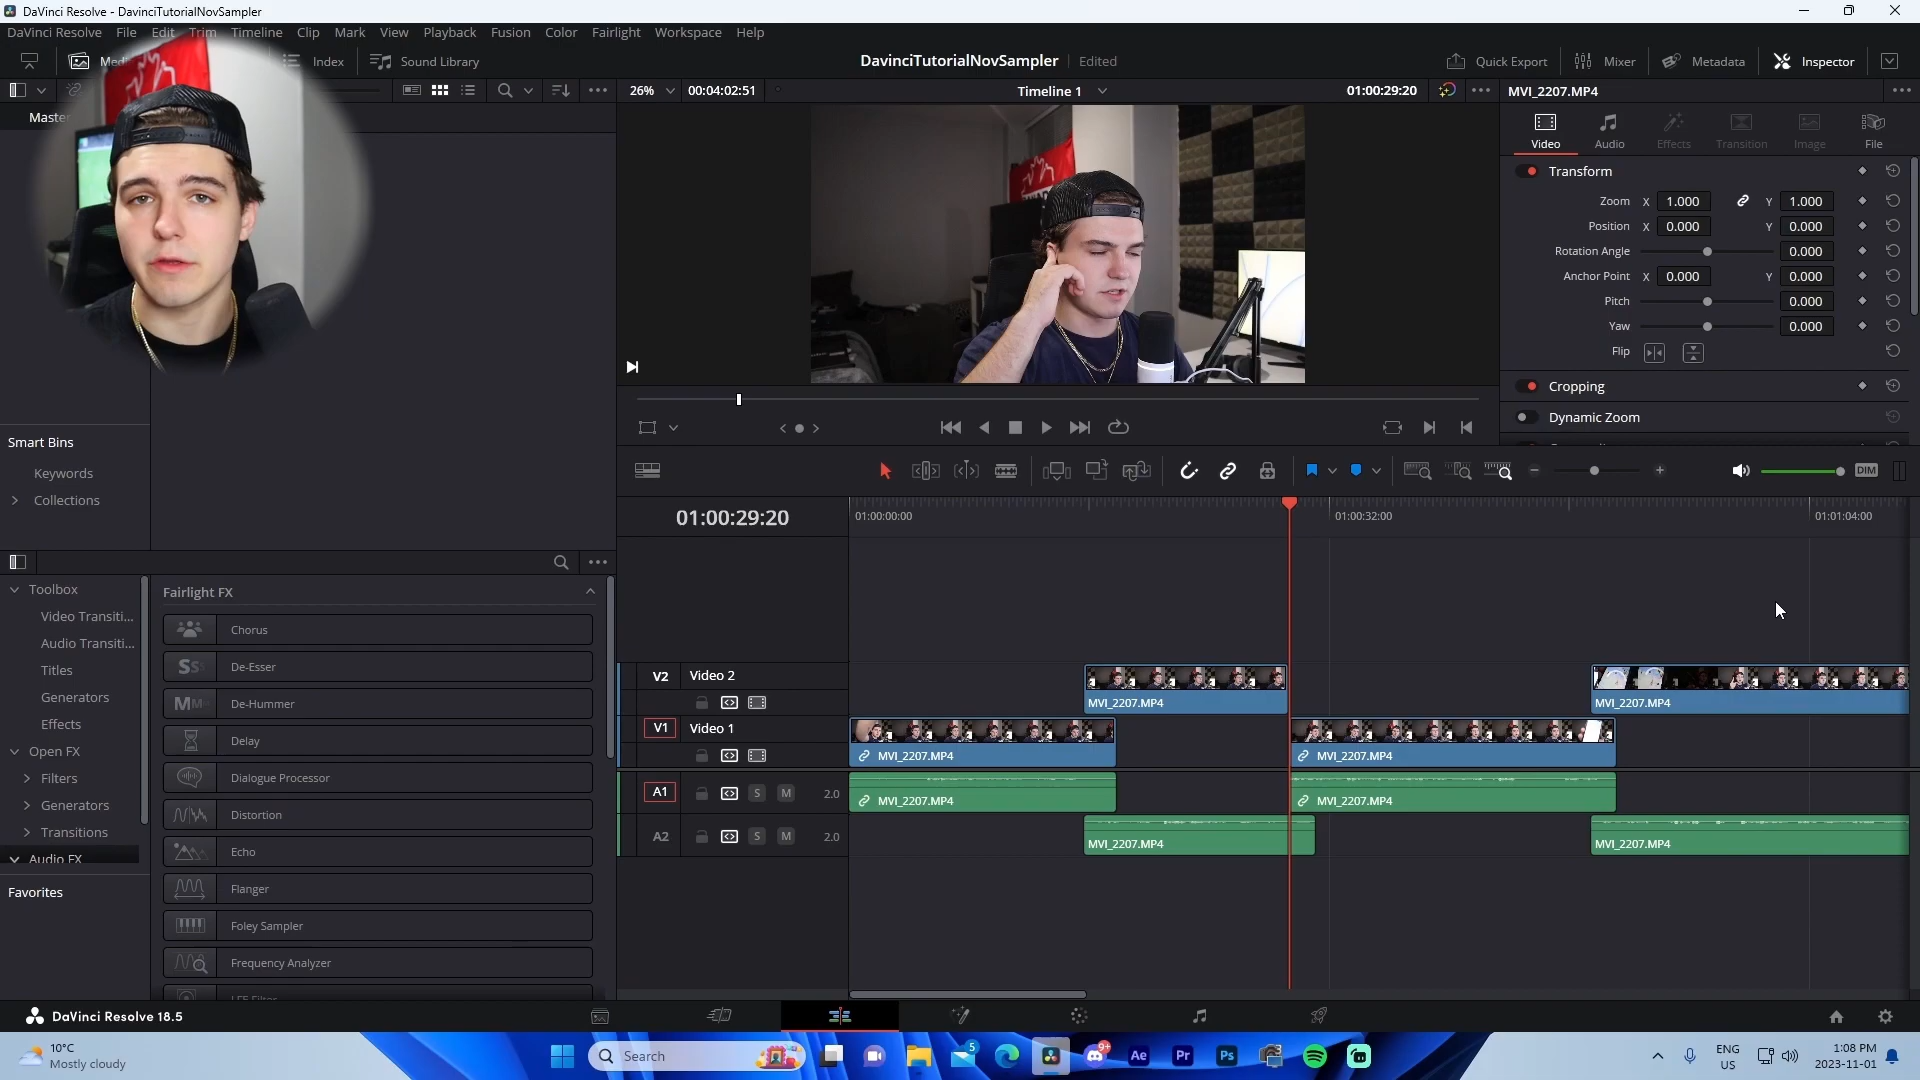 DaVinci Resolve - DavinciTutorialNovSampler
DaVinci Resolve File Edit Trim Timeline Clip Mark View Playback Fusion Color Fairlight Workspace Help
Index Sound Library DavinciTutorialNovSampler Edited Quick Export Mixer Metadata Inspector
26% 00:04:02:51 Timeline 1 01:00:29:20 MVI_2207.MP4
Master
Video Audio Effects Transition Image File
Transform
Zoom X 1.000 Y 1.000
Position X 0.000 Y 0.000
Rotation Angle 0.000
Anchor Point X 0.000 Y 0.000
Pitch 0.000
Yaw 0.000
Flip
Cropping
Dynamic Zoom
Smart Bins
Keywords
Collections
DIM
01:00:29:20 01:00:00:00 01:00:32:00 01:01:04:00
Toolbox
Video Transiti...
Audio Transiti...
Titles
Generators
Effects
Open FX
Filters
Generators
Transitions
Audio FX
Favorites
Fairlight FX
Chorus
De-Esser
De-Hummer
Delay
Dialogue Processor
Distortion
Echo
Flanger
Foley Sampler
Frequency Analyzer
V2 Video 2
MVI_2207.MP4 MVI_2207.MP4
V1 Video 1
MVI_2207.MP4 MVI_2207.MP4
A1 S M 2.0 MVI_2207.MP4 MVI_2207.MP4
A2 S M 2.0 MVI_2207.MP4 MVI_2207.MP4
DaVinci Resolve 18.5
10°C
Mostly cloudy
Search
5
9+
Ae Pr Ps
ENG
US
1:08 PM
2023-11-01